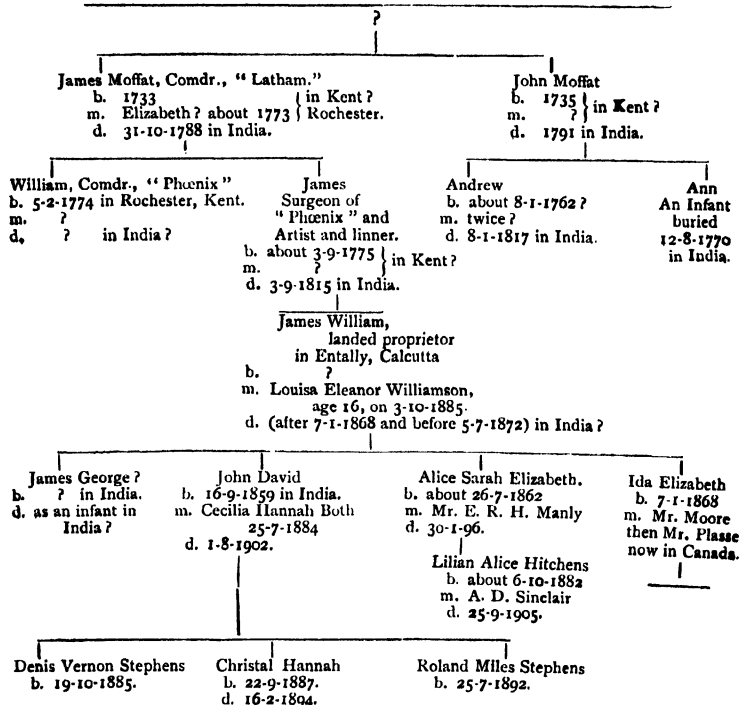 ?
James Moffat, Comdr., “ Latham.”
b. 1733 } in Kent ?
m. Elizabeth ? about 1773 } Rochester.
d. 31-10-1788 in India.
John Moffat
b. 1735 } in Kent ?
m. ? }
d. 1791 in India.
William, Comdr., “ Phœnix ”
b. 5-2-1774 in Rochester, Kent.
m. ?
d. ? in India ?
James
Surgeon of
“ Phœnix ” and
Artist and linner.
b. about 3-9-1775 } in Kent ?
m. ? }
d. 3-9-1815 in India.
Andrew
b. about 8-1-1762 ?
m. twice ?
d. 8-1-1817 in India.
Ann
An Infant
buried
12-8-1770
in India.
James William,
landed proprietor
in Entally, Calcutta
b. ?
m. Louisa Eleanor Williamson,
age 16, on 3-10-1885.
d. (after 7-1-1868 and before 5-7-1872) in India ?
James George ?
b. ? in India.
d. as an infant in
India ?
John David
b. 16-9-1859 in India.
m. Cecilia Hannah Both
25-7-1884
d. 1-8-1902.
Alice Sarah Elizabeth.
b. about 26-7-1862
m. Mr. E. R. H. Manly
d. 30-1-96.
Ida Elizabeth
b. 7-1-1868
m. Mr. Moore
then Mr. Plasse
now in Canada.
Lilian Alice Hitchens
b. about 6-10-1882
m. A. D. Sinclair
d. 25-9-1905.
Denis Vernon Stephens
b. 19-10-1885.
Christal Hannah
b. 22-9-1887.
d. 16-2-1894.
Roland Miles Stephens
b. 25-7-1892.